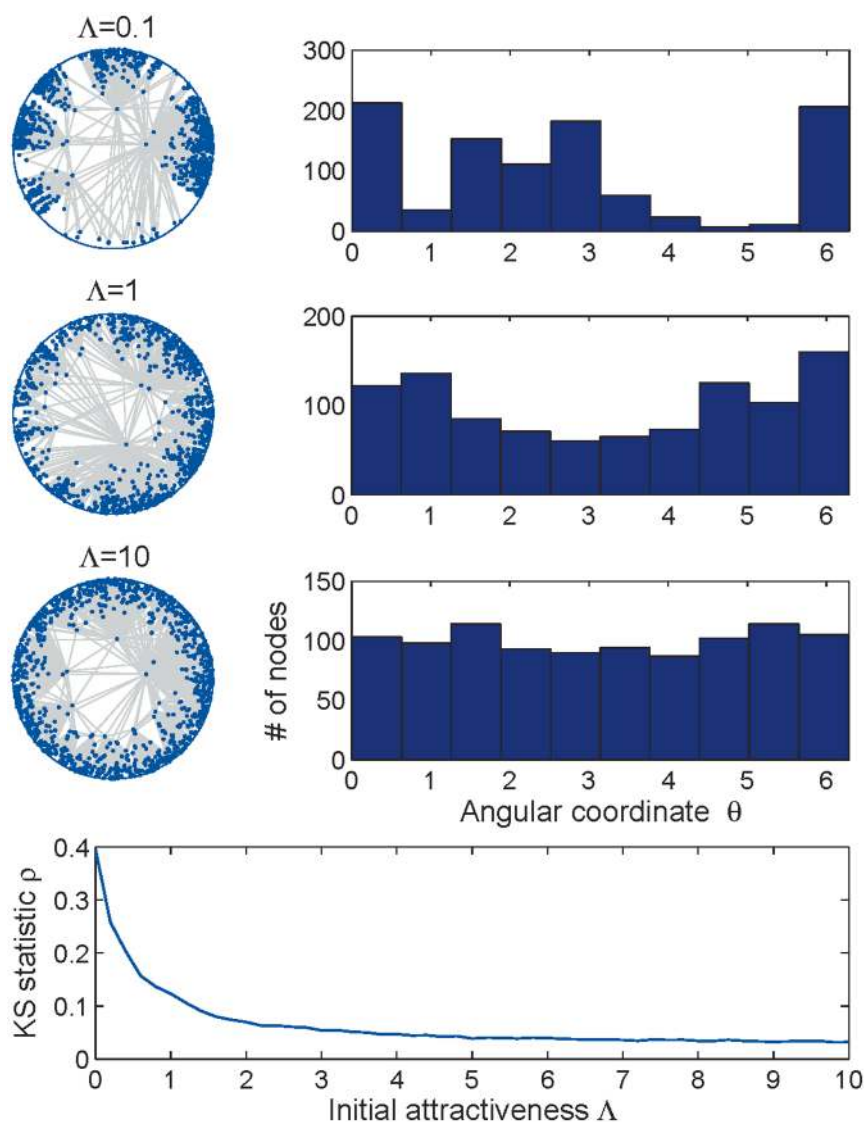 Λ=0.1
300
200
100
0
0 1 2 3 4 5 6
Λ=1
200
100
0
0 1 2 3 4 5 6
Λ=10
150
100
50
0
# of nodes
0 1 2 3 4 5 6
Angular coordinate θ
0.4
0.3
0.2
0.1
0
KS statistic ρ
0 1 2 3 4 5 6 7 8 9 10
Initial attractiveness Λ